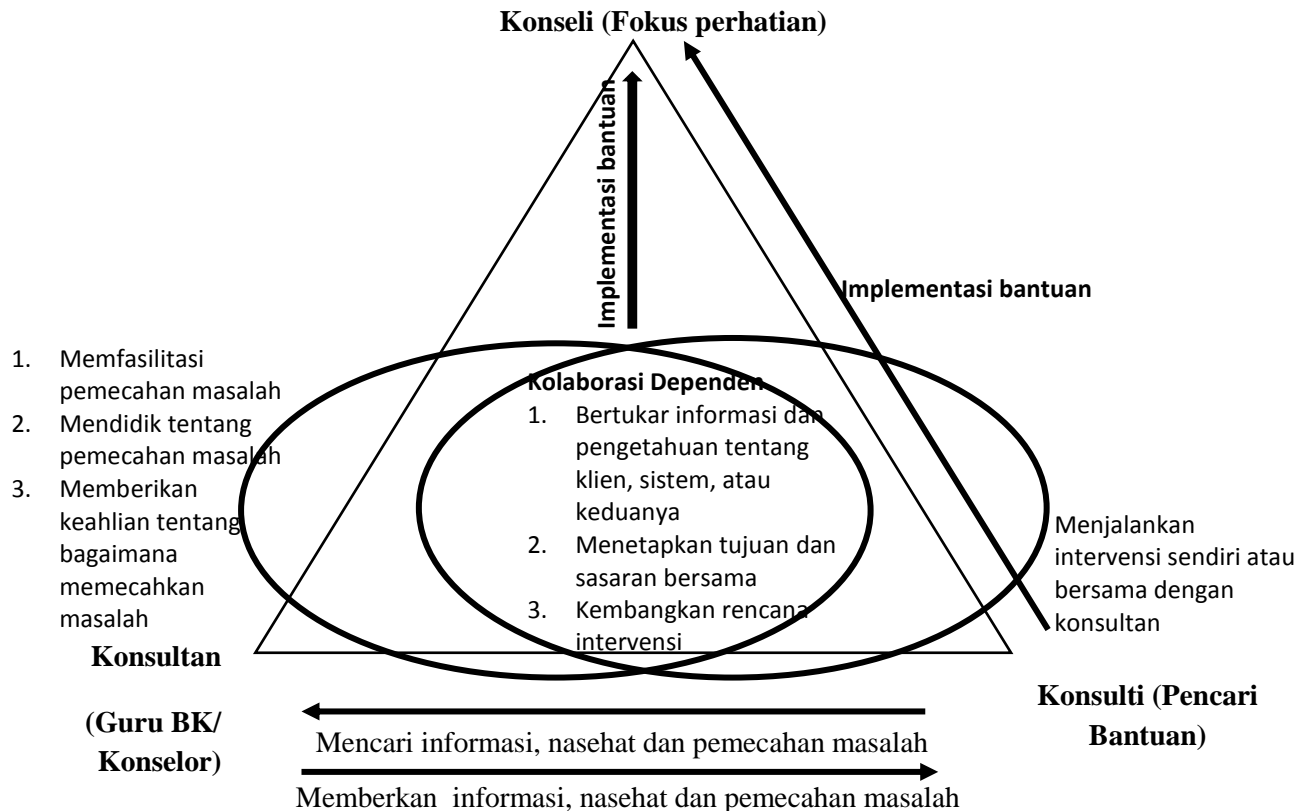 Konseli (Fokus perhatian)
Implementasi bantuan
Implementasi bantuan
1. Memfasilitasi
pemecahan masalah
2. Mendidik tentang
pemecahan masalah
3. Memberikan
keahlian tentang
bagaimana
memecahkan
masalah
Kolaborasi Dependen
1. Bertukar informasi dan
pengetahuan tentang
klien, sistem, atau
keduanya
2. Menetapkan tujuan dan
sasaran bersama
3. Kembangkan rencana
intervensi
Menjalankan
intervensi sendiri atau
bersama dengan
konsultan
Konsultan
(Guru BK/
Konselor)
Konsulti (Pencari
Bantuan)
Mencari informasi, nasehat dan pemecahan masalah
Memberkan informasi, nasehat dan pemecahan masalah